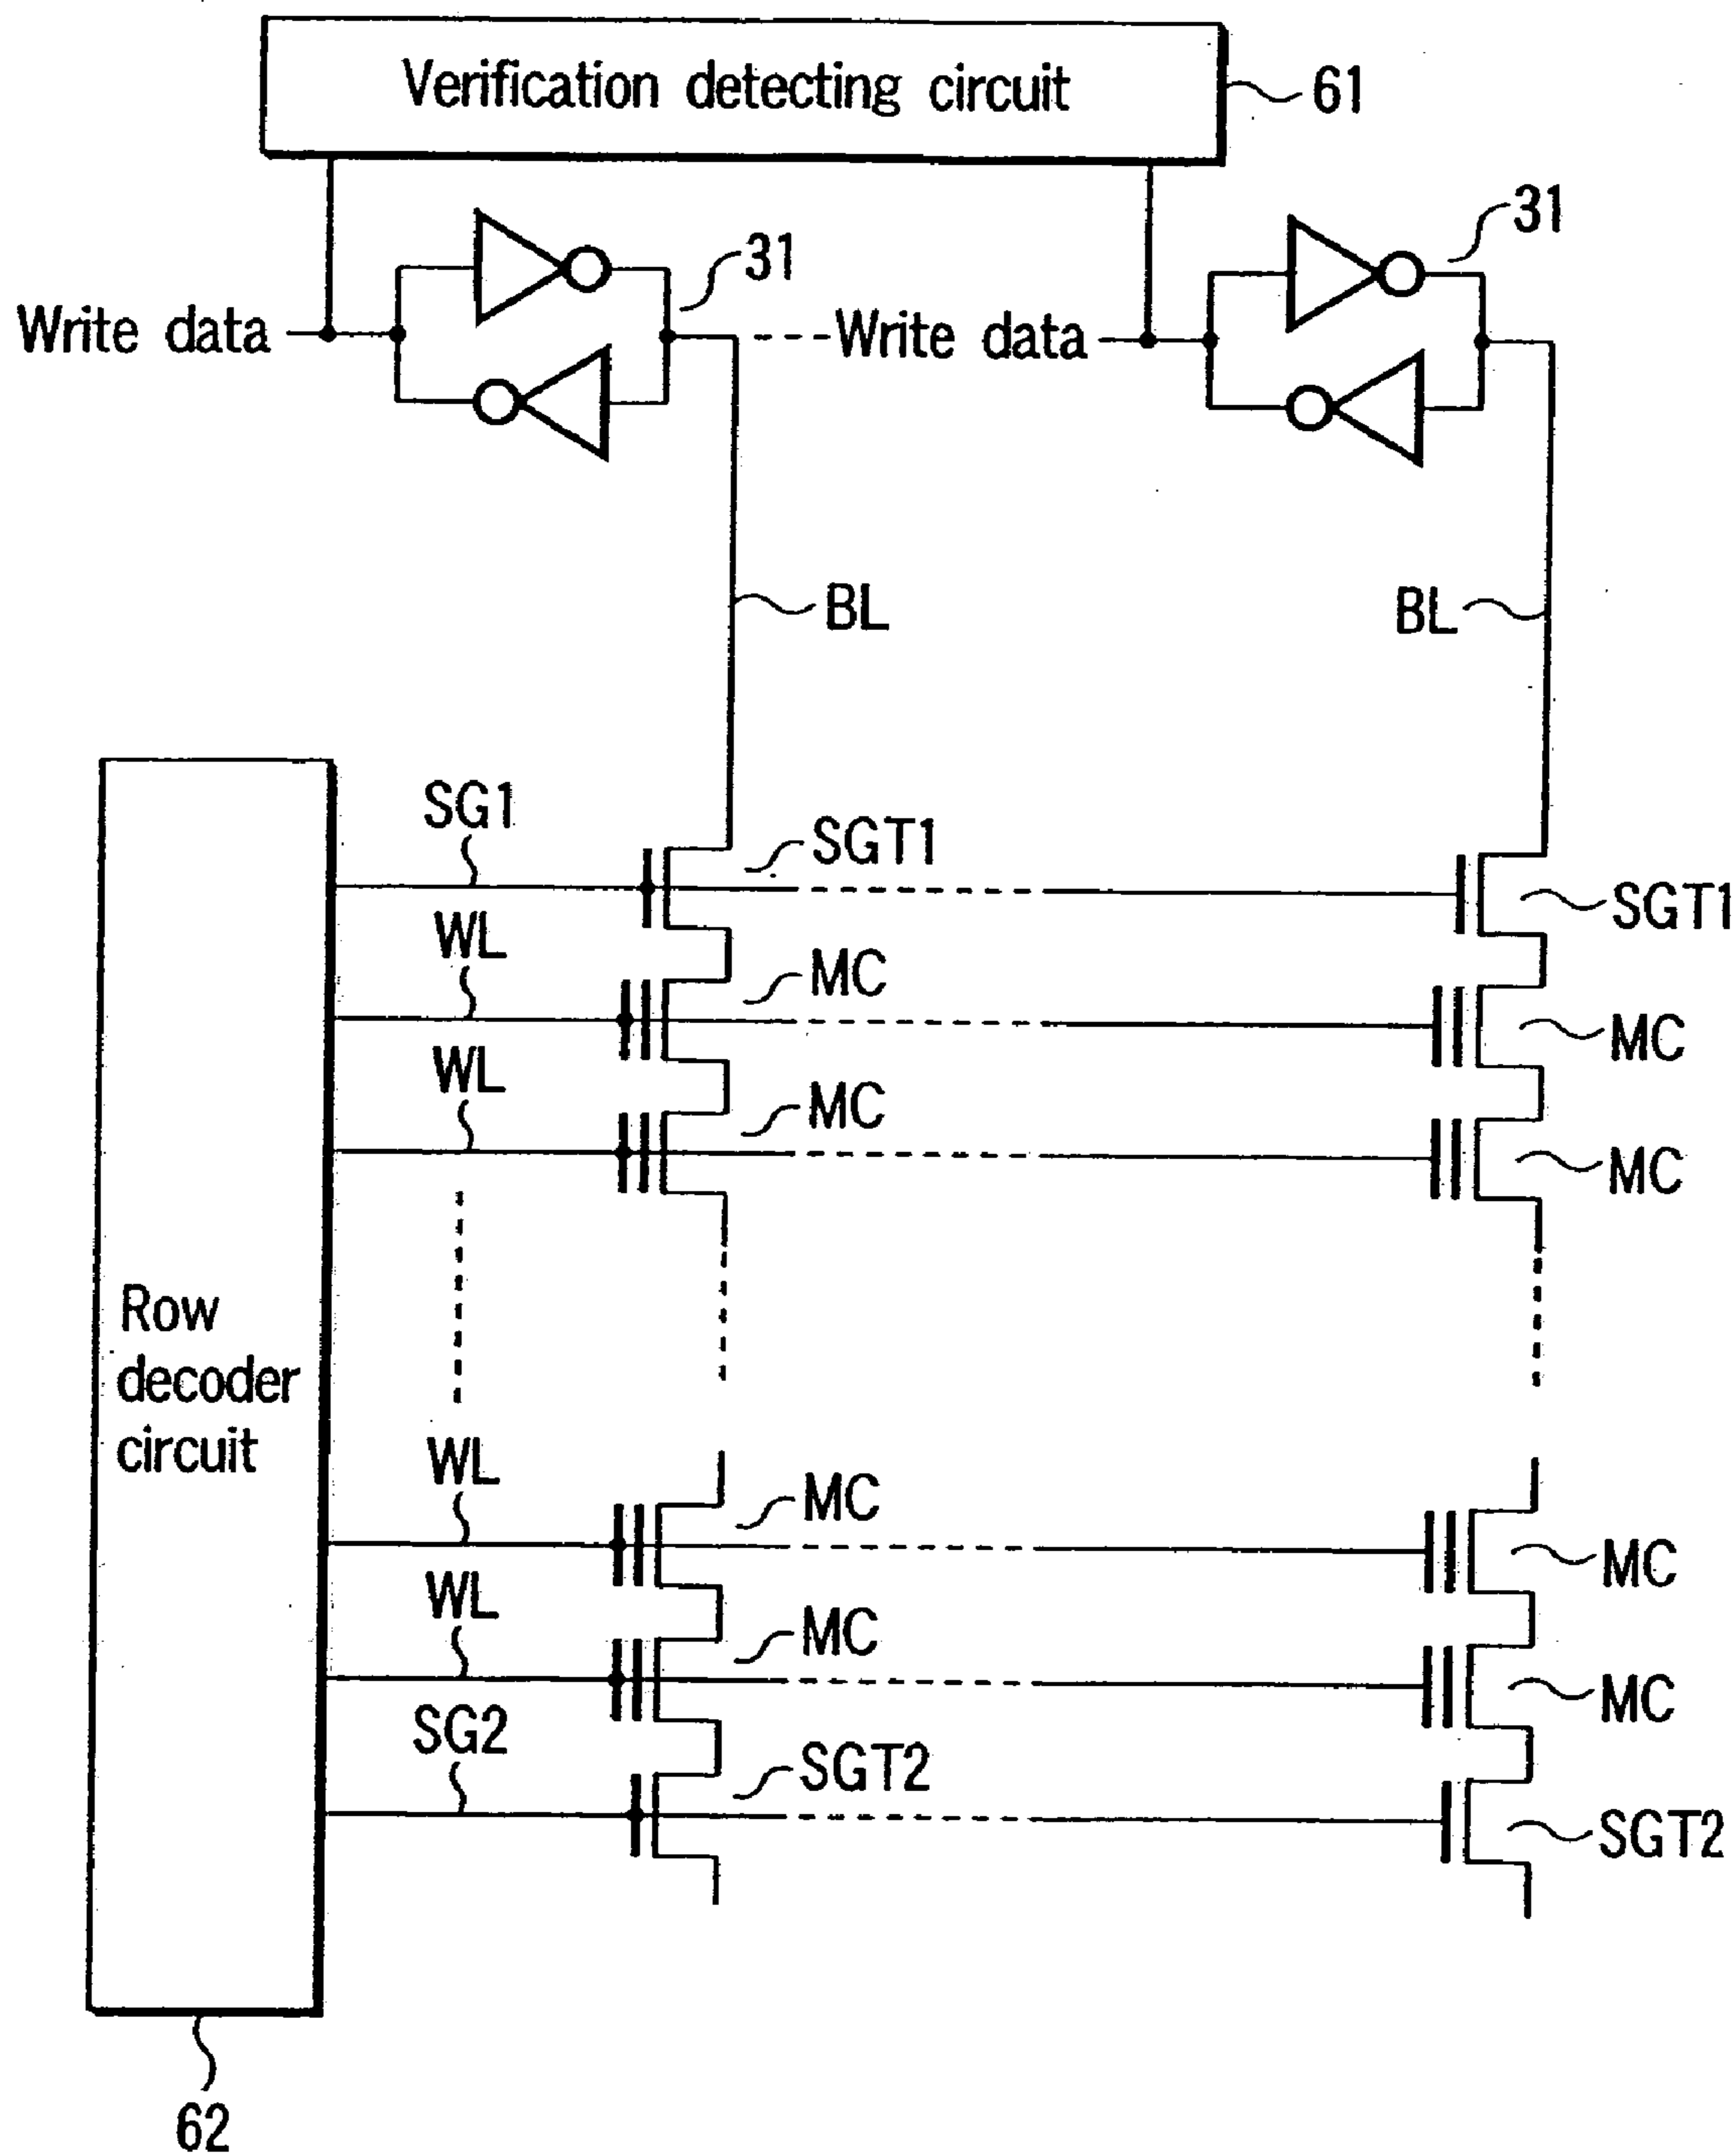 Verification detecting circuit
61
31
31
Write data
Write data
BL
BL
SG1
SGT1
SGT1
WL
MC
MC
WL
MC
MC
Row
decoder
circuit
WL
MC
MC
WL
MC
MC
SG2
SGT2
SGT2
62